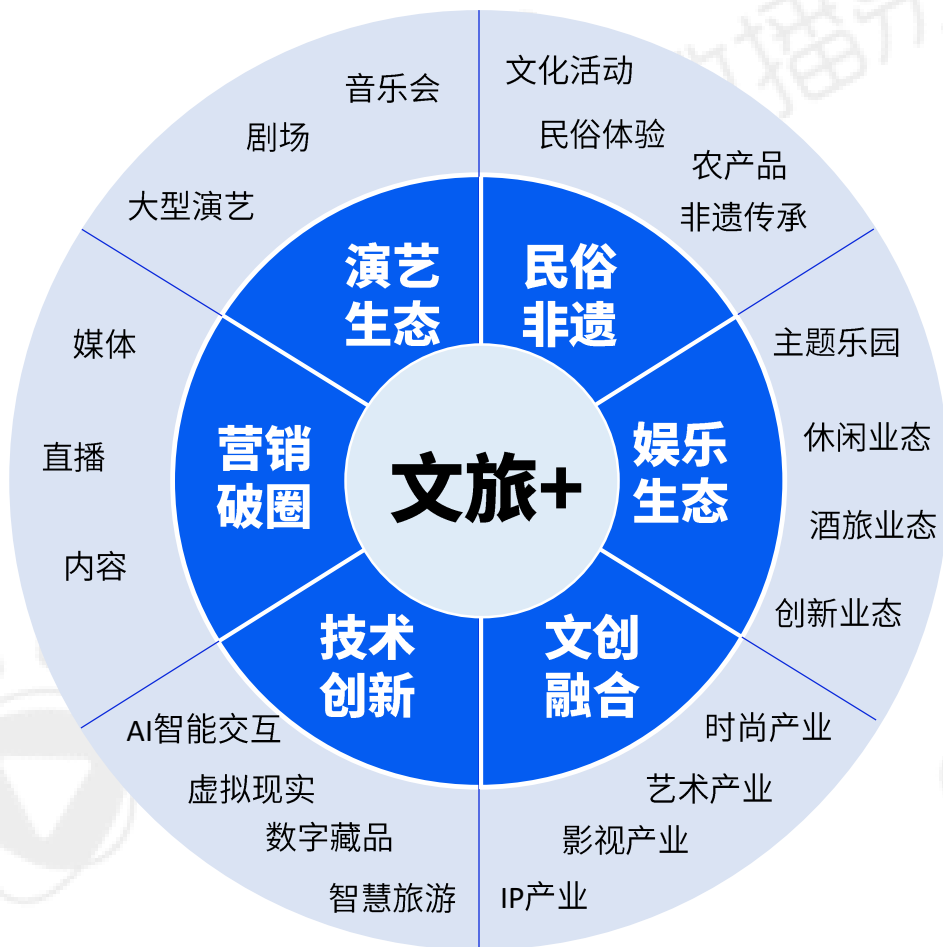 音乐会
剧场
大型演艺
文化活动
民俗体验
农产品
非遗传承
演艺
生态
民俗
非遗
媒体
直播
内容
营销
破圈
文旅+
娱乐
生态
主题乐园
休闲业态
酒旅业态
创新业态
技术
创新
文创
融合
AI智能交互
虚拟现实
数字藏品
智慧旅游
时尚产业
艺术产业
影视产业
IP产业